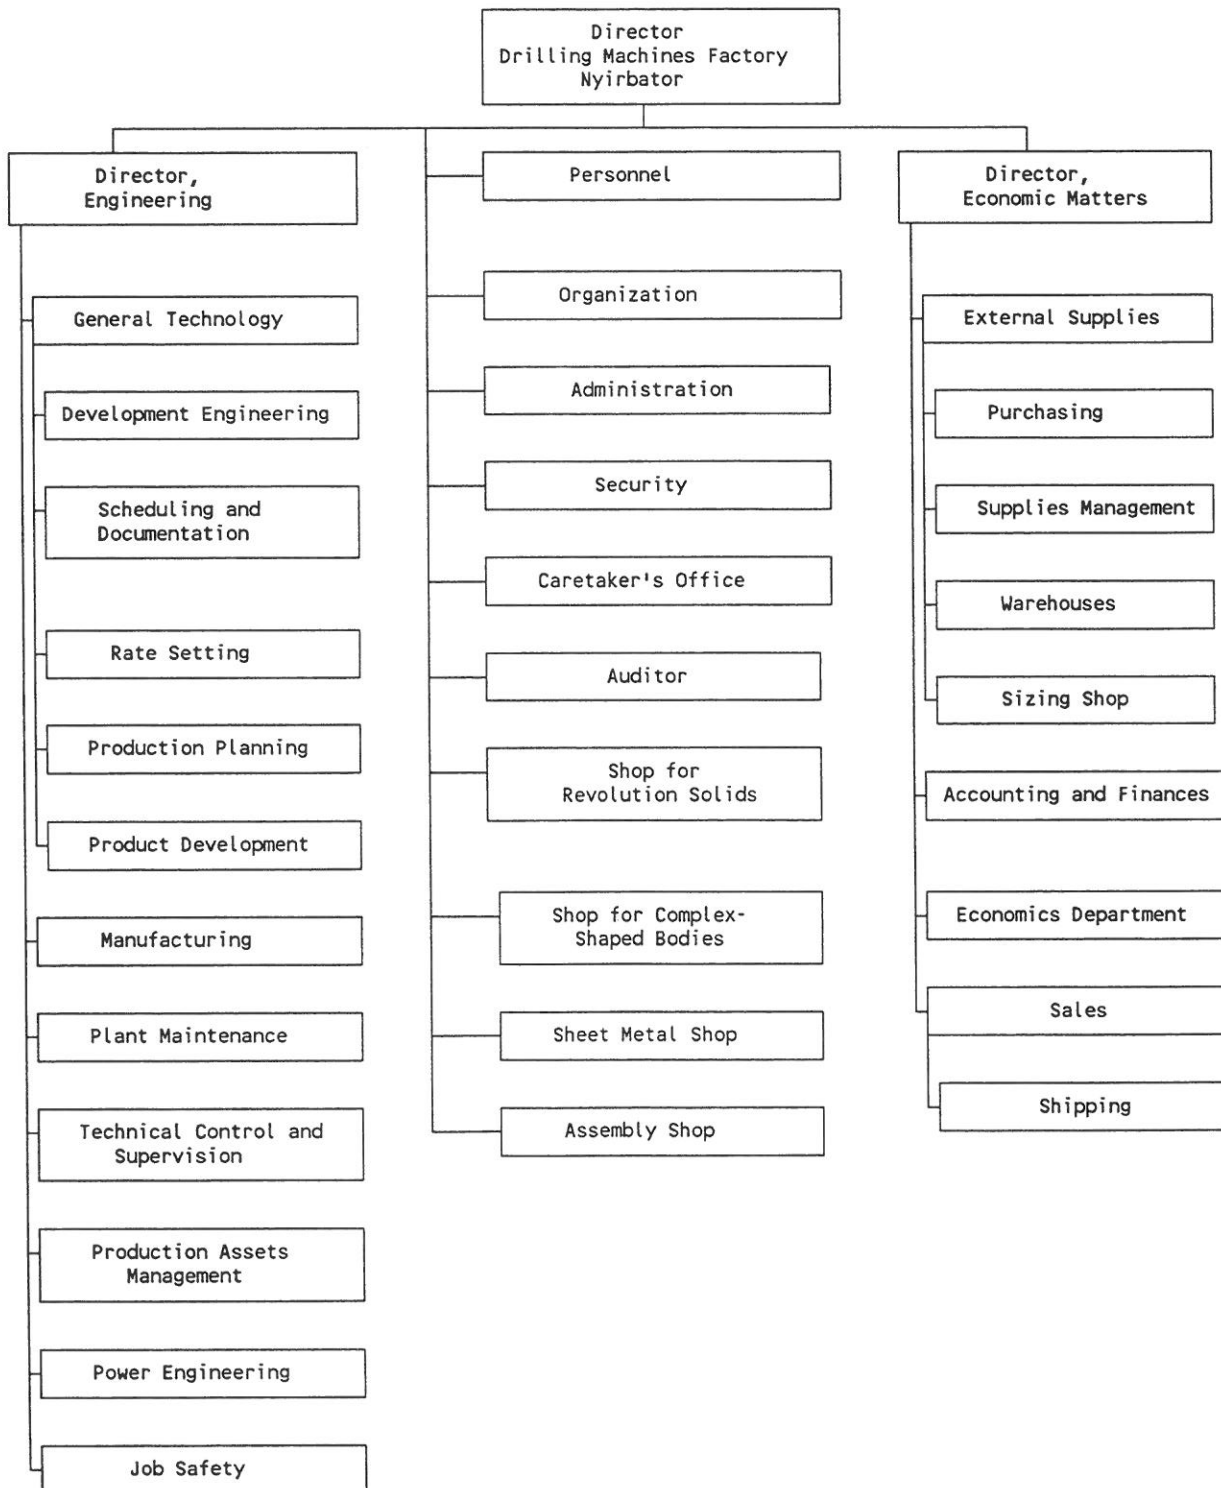 Director
Drilling Machines Factory
Nyirbator
Director,
Engineering
General Technology
Development Engineering
Scheduling and
Documentation
Rate Setting
Production Planning
Product Development
Manufacturing
Plant Maintenance
Technical Control and
Supervision
Production Assets
Management
Power Engineering
Job Safety
Personnel
Organization
Administration
Security
Caretaker's Office
Auditor
Shop for
Revolution Solids
Shop for Complex-
Shaped Bodies
Sheet Metal Shop
Assembly Shop
Director,
Economic Matters
External Supplies
Purchasing
Supplies Management
Warehouses
Sizing Shop
Accounting and Finances
Economics Department
Sales
Shipping